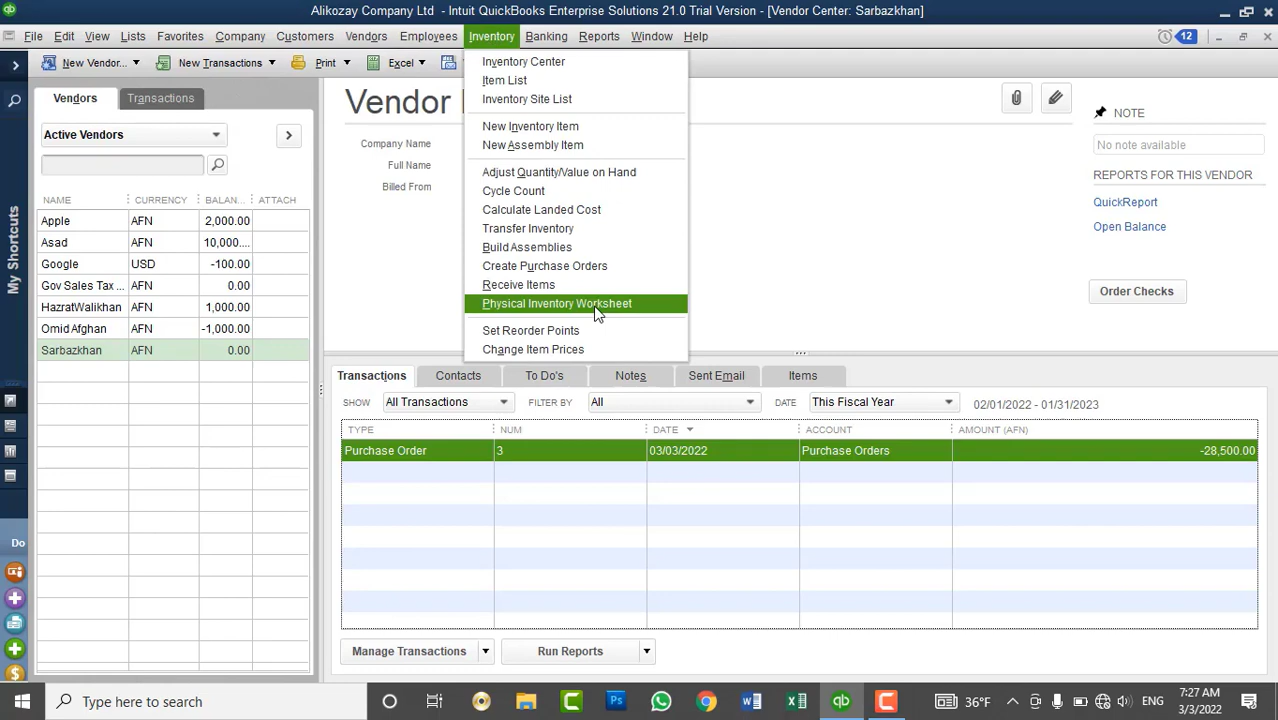 Alikozay Company Ltd - Intuit QuickBooks Enterprise Solutions 21.0 Trial Version - [Vendor Center: Sarbazkhan]
File Edit View Lists Favorites Company Customers Vendors Employees Inventory Banking Reports Window Help 12
New Vendor... New Transactions Print Excel
Vendors Transactions
Active Vendors
NAME CURRENCY BALAN... ATTACH
Apple AFN 2,000.00
Asad AFN 10,000....
Google USD -100.00
Gov Sales Tax ... AFN 0.00
HazratWalikhan AFN 1,000.00
Omid Afghan AFN -1,000.00
Sarbazkhan AFN 0.00
My Shortcuts
Do
Vendor
Company Name
Full Name
Billed From
Inventory Center
Item List
Inventory Site List
New Inventory Item
New Assembly Item
Adjust Quantity/Value on Hand
Cycle Count
Calculate Landed Cost
Transfer Inventory
Build Assemblies
Create Purchase Orders
Receive Items
Physical Inventory Worksheet
Set Reorder Points
Change Item Prices
NOTE
No note available
REPORTS FOR THIS VENDOR
QuickReport
Open Balance
Order Checks
Transactions Contacts To Do's Notes Sent Email Items
SHOW All Transactions FILTER BY All DATE This Fiscal Year 02/01/2022 - 01/31/2023
TYPE NUM DATE ACCOUNT AMOUNT (AFN)
Purchase Order 3 03/03/2022 Purchase Orders -28,500.00
Manage Transactions Run Reports
Type here to search
36°F ENG 7:27 AM
3/3/2022